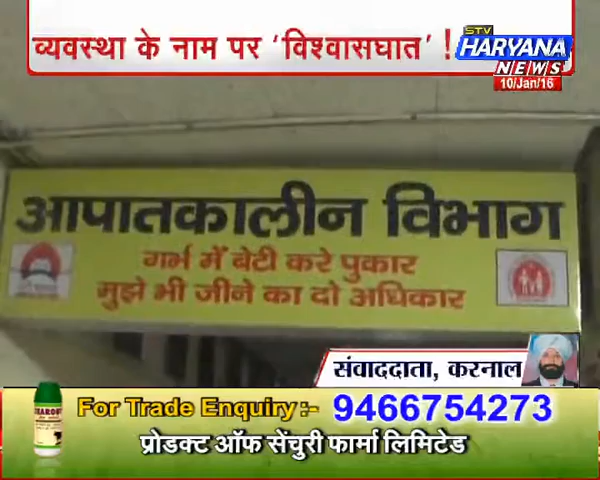 व्यवस्था के नाम पर 'विश्वासघात' !
STV
HARYANA
NEWS
10/Jan/16
आपातकालीन विभाग
गर्भ में बेटी करे पुकार
मुझे भी जीने का दो अधिकार
संवाददाता, करनाल
For Trade Enquiry :- 9466754273
प्रोडक्ट ऑफ सेंचुरी फार्मा लिमिटेड